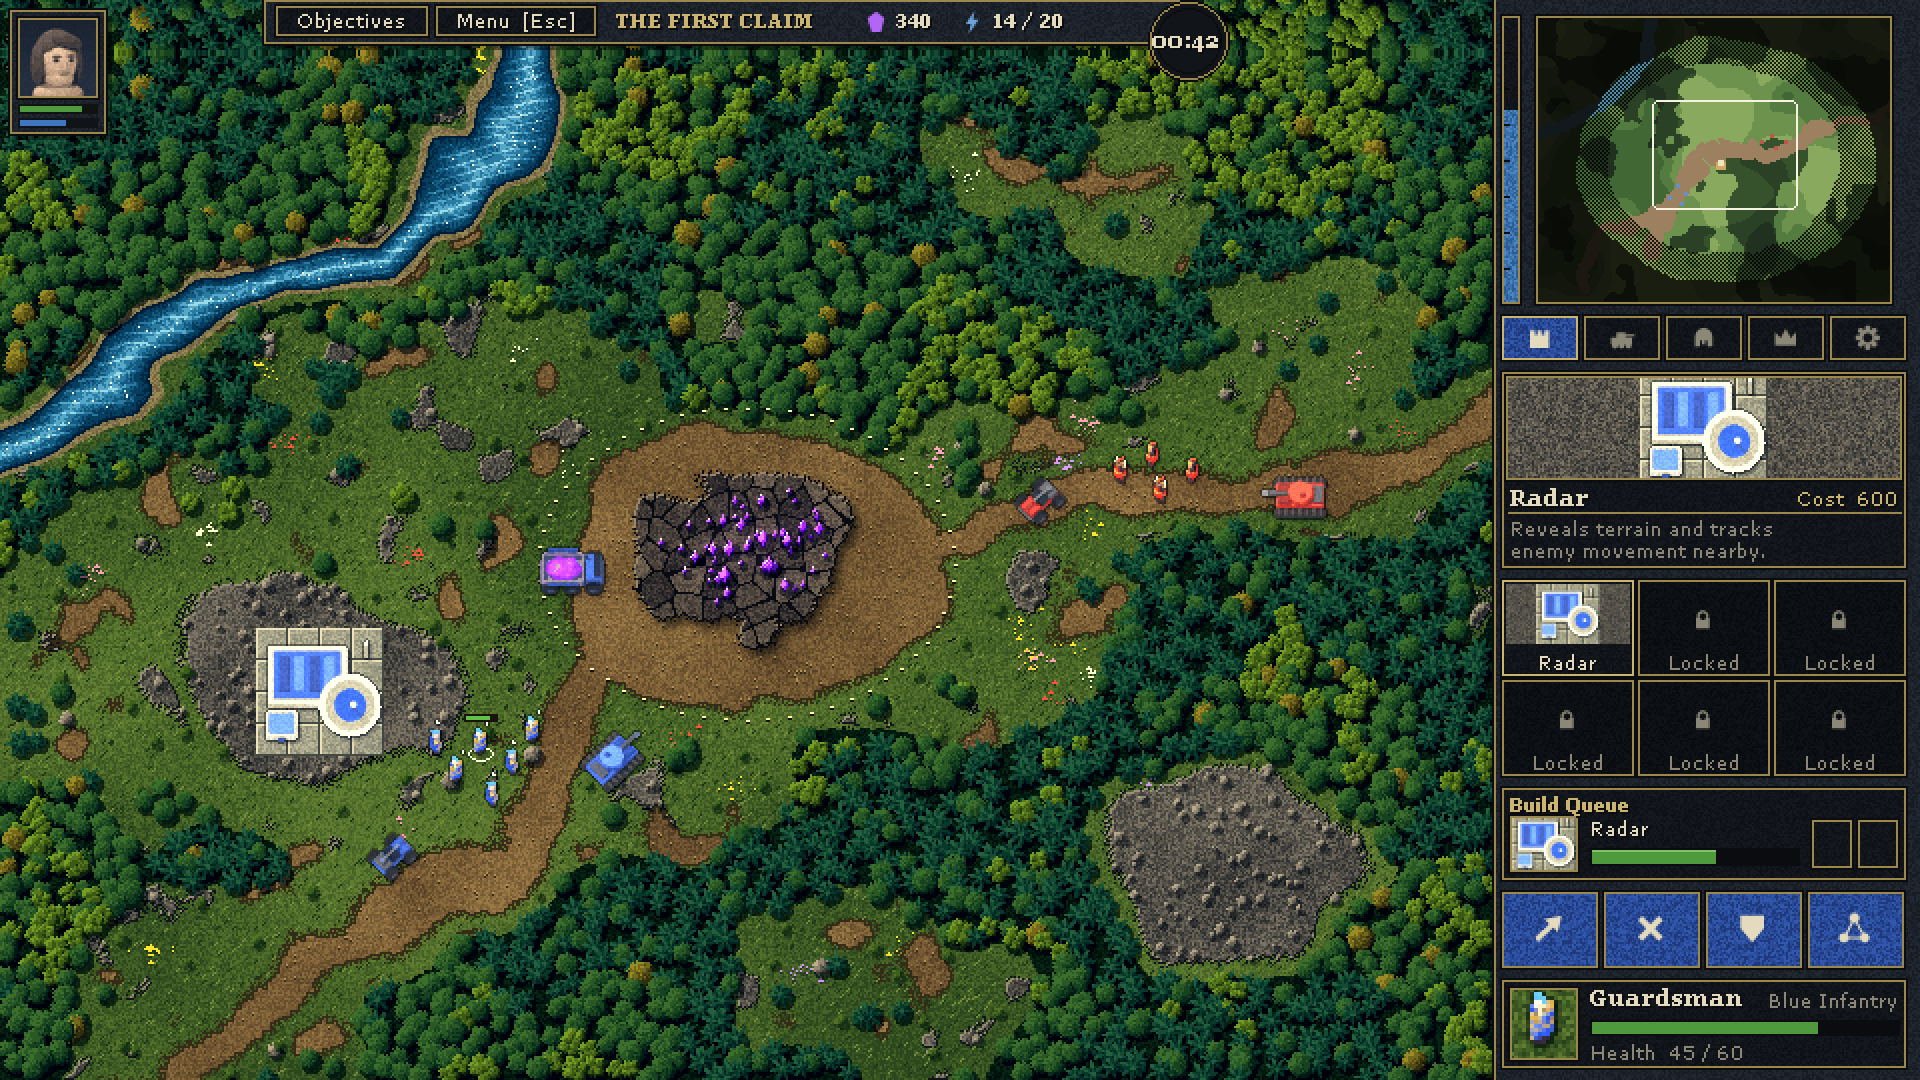 Objectives
Menu [Esc]
THE FIRST CLAIM
340
14 / 20
00:42
Radar
Cost 600
Reveals terrain and tracks
enemy movement nearby.
Radar
Locked
Locked
Locked
Locked
Locked
Build Queue
Radar
Guardsman
Blue Infantry
Health 45 / 60